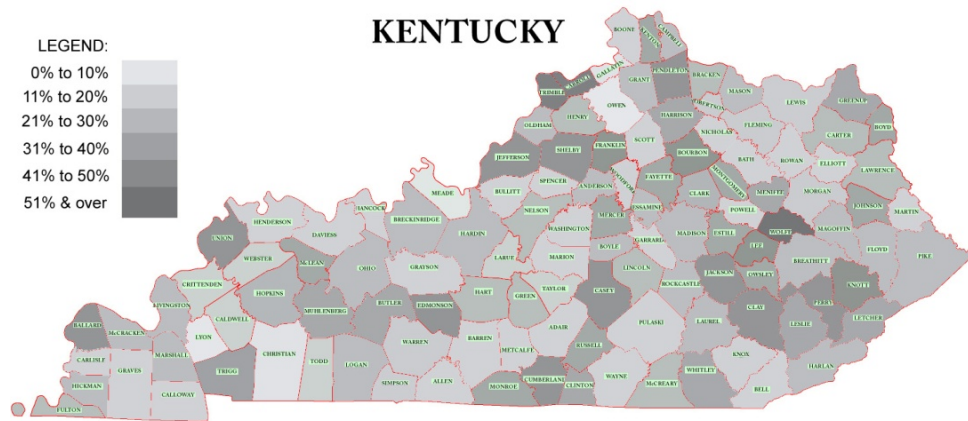 KENTUCKY
LEGEND:
0% to 10%
11% to 20%
21% to 30%
31% to 40%
41% to 50%
51% & over
BOONE
KENTON
CAMPBELL
GALLATIN
CARROLL
TRIMBLE
GRANT
PENDLETON
BRACKEN
MASON
LEWIS
GREENUP
OWEN
HENRY
OLDHAM
HARRISON
ROBERTSON
FLEMING
CARTER
BOYD
SCOTT
NICHOLAS
JEFFERSON
SHELBY
FRANKLIN
BOURBON
BATH
ROWAN
ELLIOTT
LAWRENCE
MEADE
BULLITT
SPENCER
ANDERSON
WOODFORD
FAYETTE
MONTGOMERY
CLARK
MENIFEE
MORGAN
JOHNSON
MARTIN
HANCOCK
BRECKINRIDGE
NELSON
MERCER
ESSAMINE
POWELL
HENDERSON
DAVIESS
HARDIN
WASHINGTON
BOYLE
GARRARD
MADISON
ESTILL
WOLFE
MAGOFFIN
UNION
MCLEAN
WEBSTER
OHIO
LARUE
MARION
LEE
FLOYD
PIKE
GRAYSON
LINCOLN
ROCKCASTLE
JACKSON
OWSLEY
BREATHITT
CRITTENDEN
HOPKINS
HART
GREEN
TAYLOR
CASEY
KNOTT
LIVINGSTON
CALDWELL
MUHLENBERG
BUTLER
EDMONSON
CLAY
PERRY
BALLARD
MCCRACKEN
LYON
ADAIR
PULASKI
LAUREL
LESLIE
LETCHER
CARLISLE
MARSHALL
CHRISTIAN
TODD
LOGAN
WARREN
BARREN
METCALFE
RUSSELL
KNOX
HARLAN
GRAVES
TRIGG
HICKMAN
CALLOWAY
SIMPSON
ALLEN
MONROE
CUMBERLAND
CLINTON
WAYNE
MCCREARY
WHITLEY
BELL
FULTON